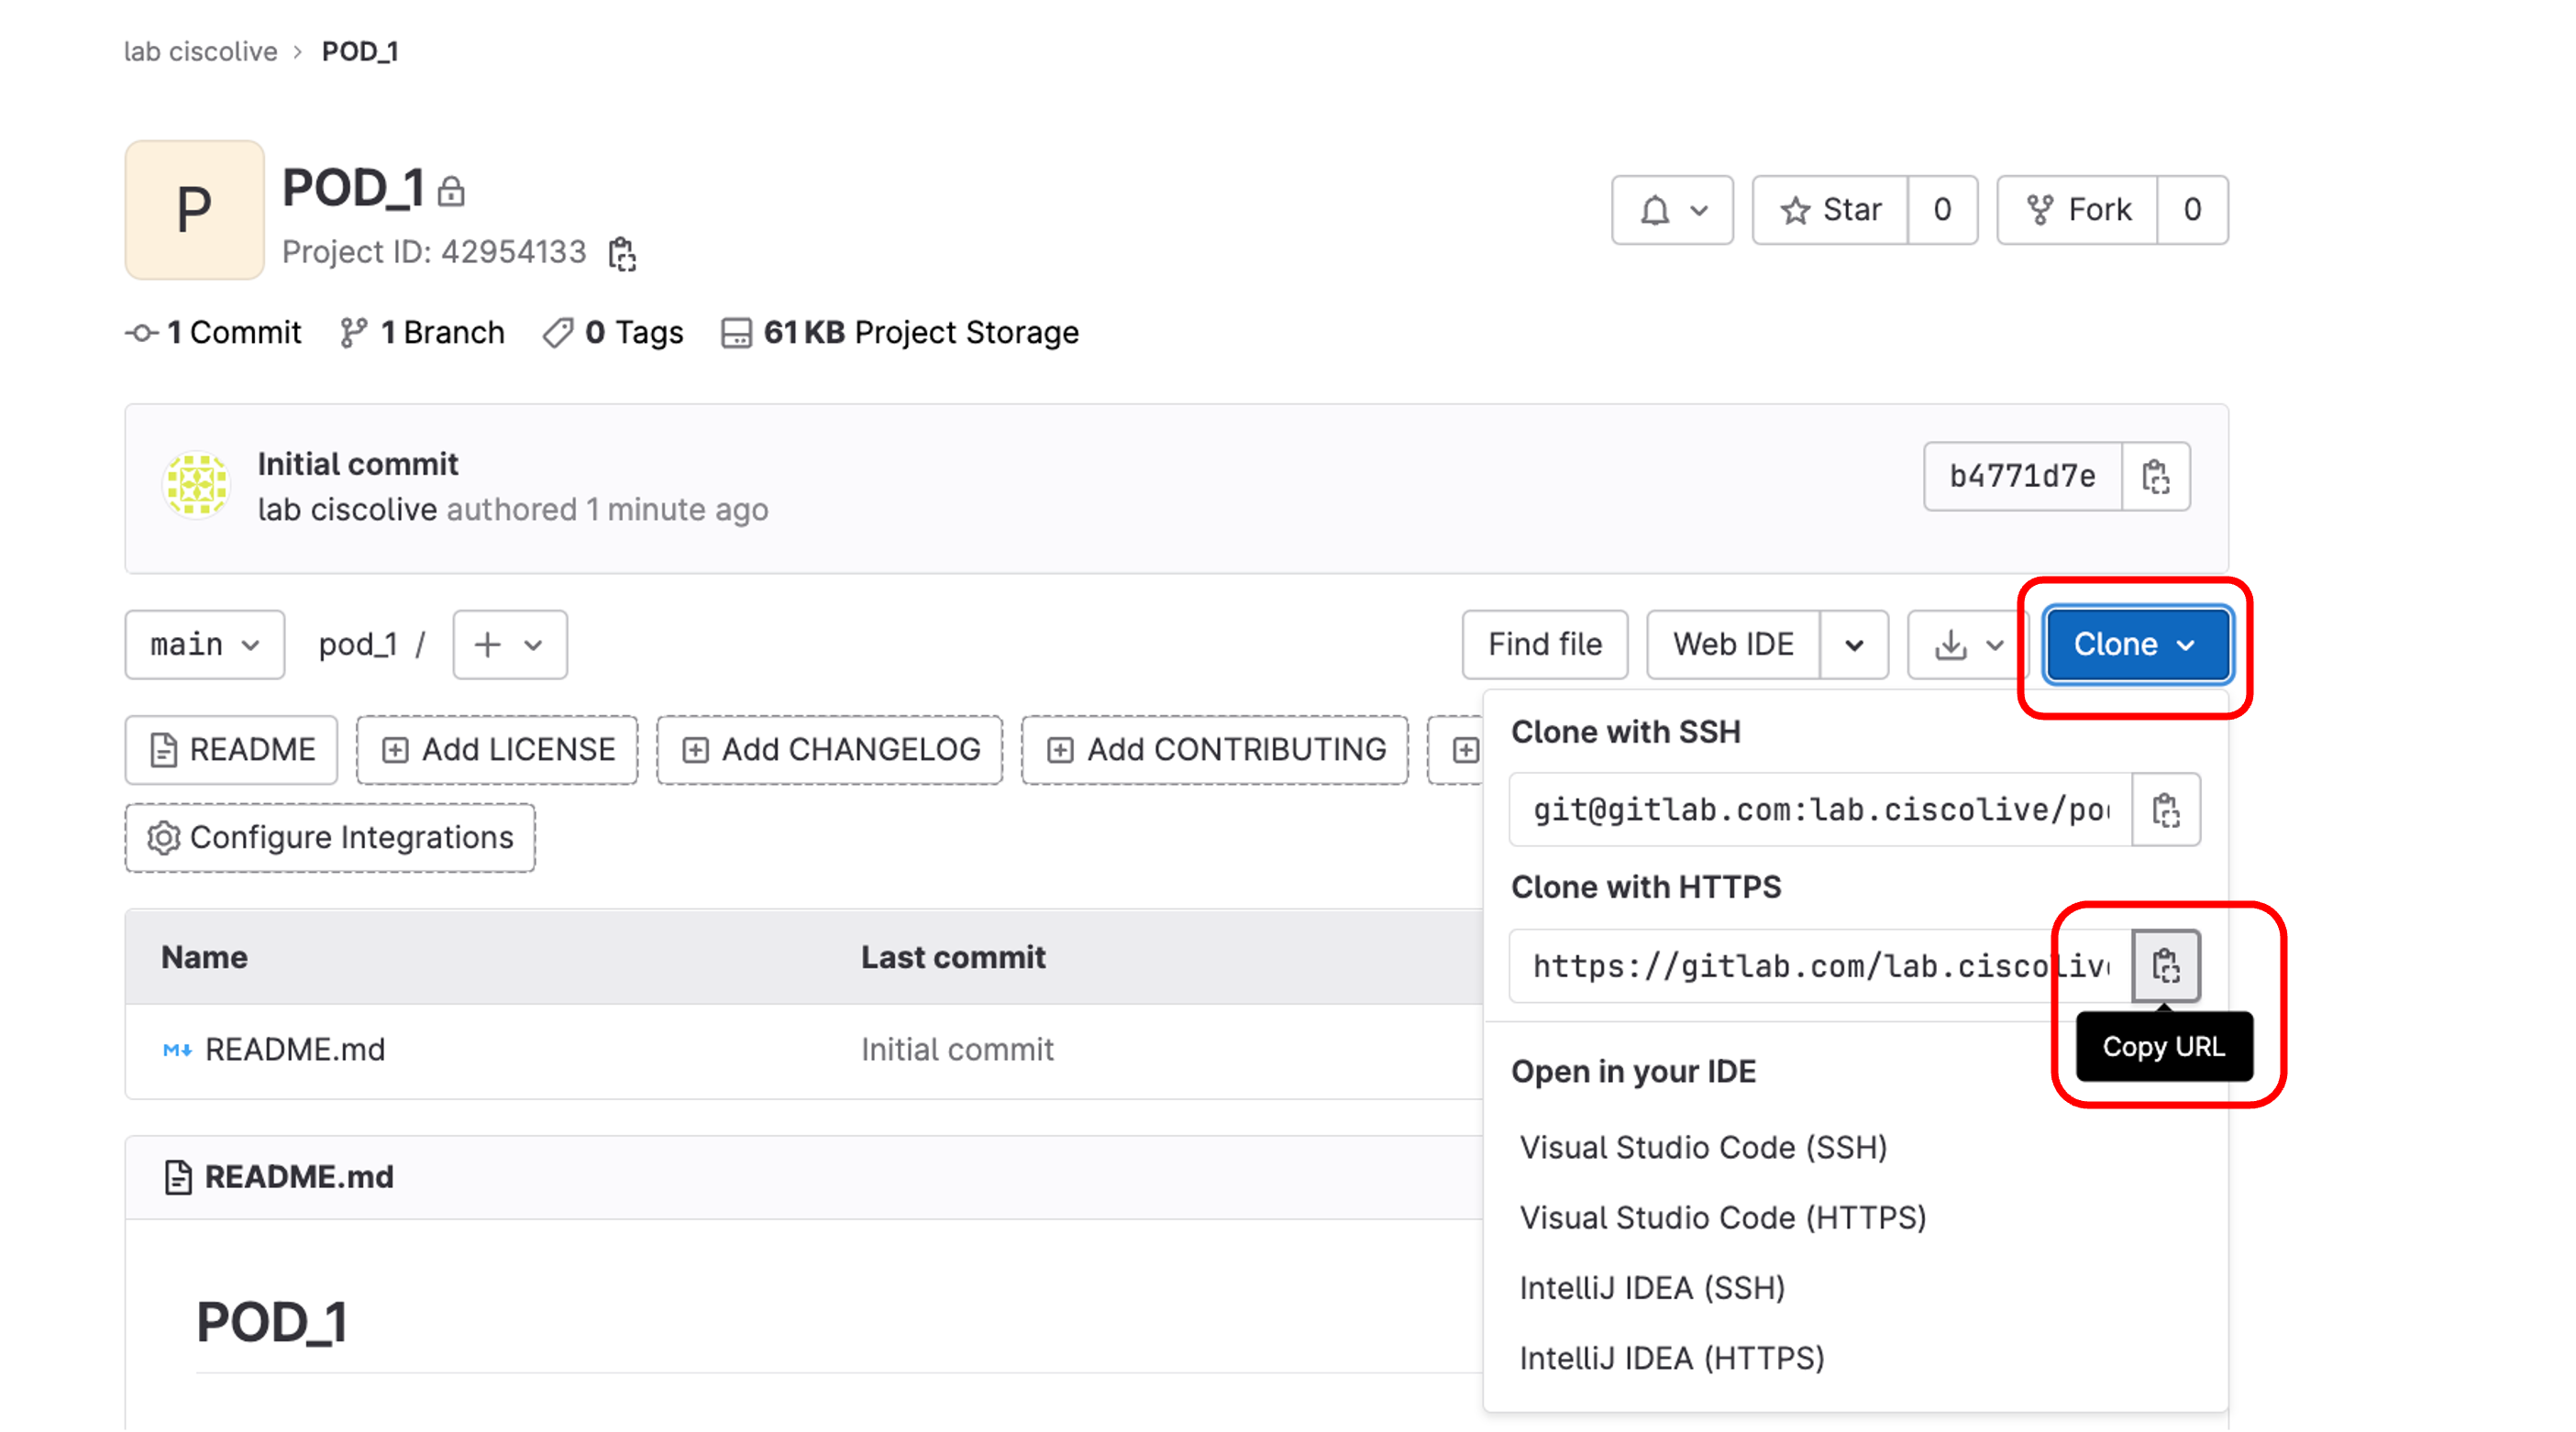 lab ciscolive › POD_1
P
POD_1
Project ID: 42954133
Star 0
Fork 0
1 Commit 1 Branch 0 Tags 61 KB Project Storage
Initial commit
lab ciscolive authored 1 minute ago
b4771d7e
main pod_1 / + Find file Web IDE Clone
README Add LICENSE Add CHANGELOG Add CONTRIBUTING
Configure Integrations
Clone with SSH
git@gitlab.com:lab.ciscolive/po
Clone with HTTPS
https://gitlab.com/lab.ciscoliv
Copy URL
Open in your IDE
Visual Studio Code (SSH)
Visual Studio Code (HTTPS)
IntelliJ IDEA (SSH)
IntelliJ IDEA (HTTPS)
Name Last commit
README.md Initial commit
README.md
POD_1